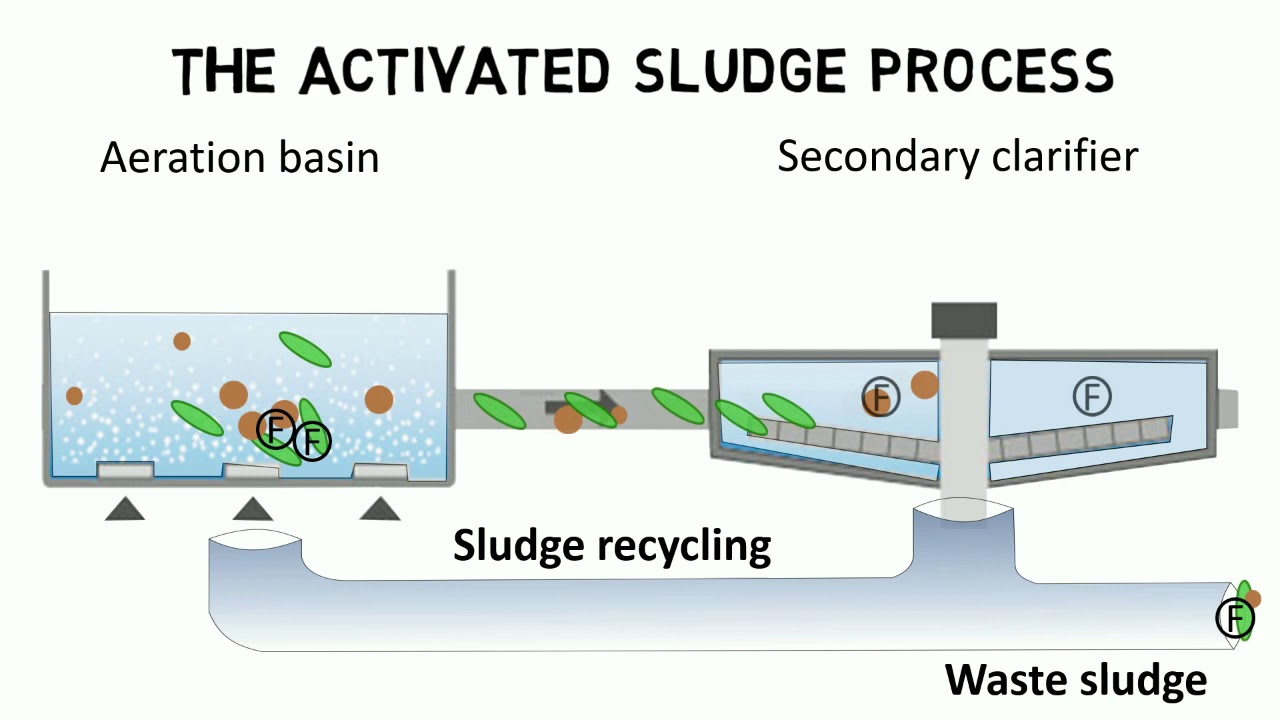 THE ACTIVATED SLUDGE PROCESS
Aeration basin
Secondary clarifier
F
F
F
F
Sludge recycling
F
Waste sludge